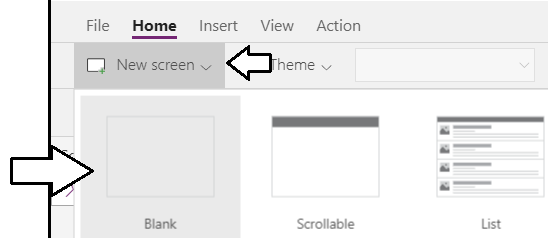 File Home Insert View Action
New screen Theme
Blank Scrollable List